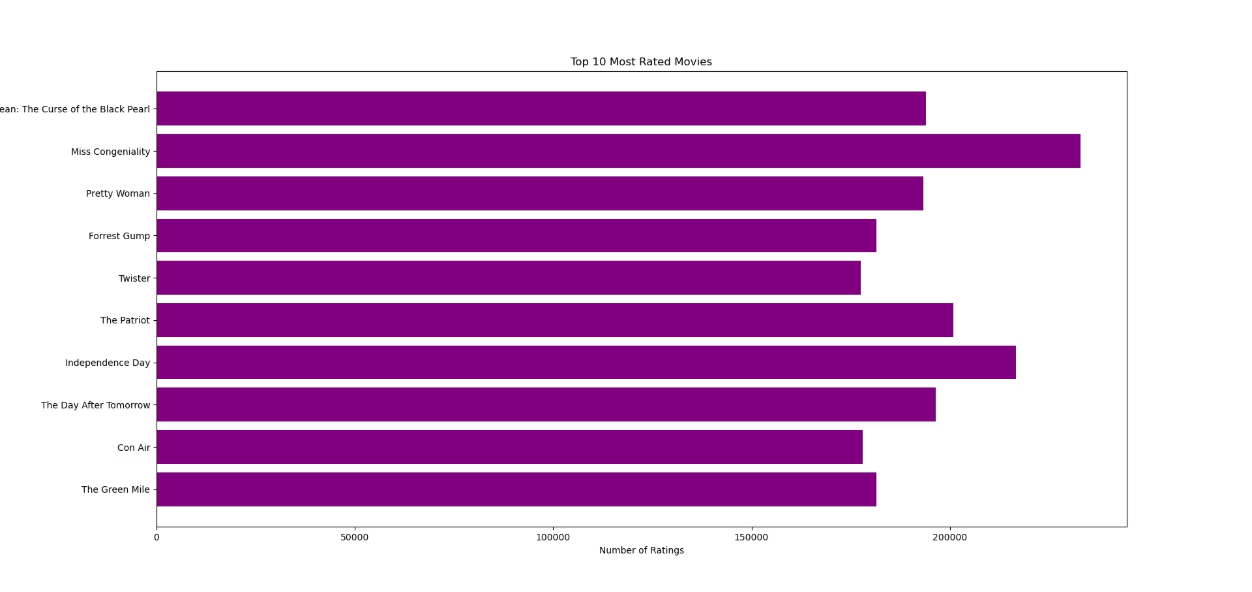 Top 10 Most Rated Movies
ean: The Curse of the Black Pearl
Miss Congeniality
Pretty Woman
Forrest Gump
Twister
The Patriot
Independence Day
The Day After Tomorrow
Con Air
The Green Mile
0 50000 100000 150000 200000
Number of Ratings